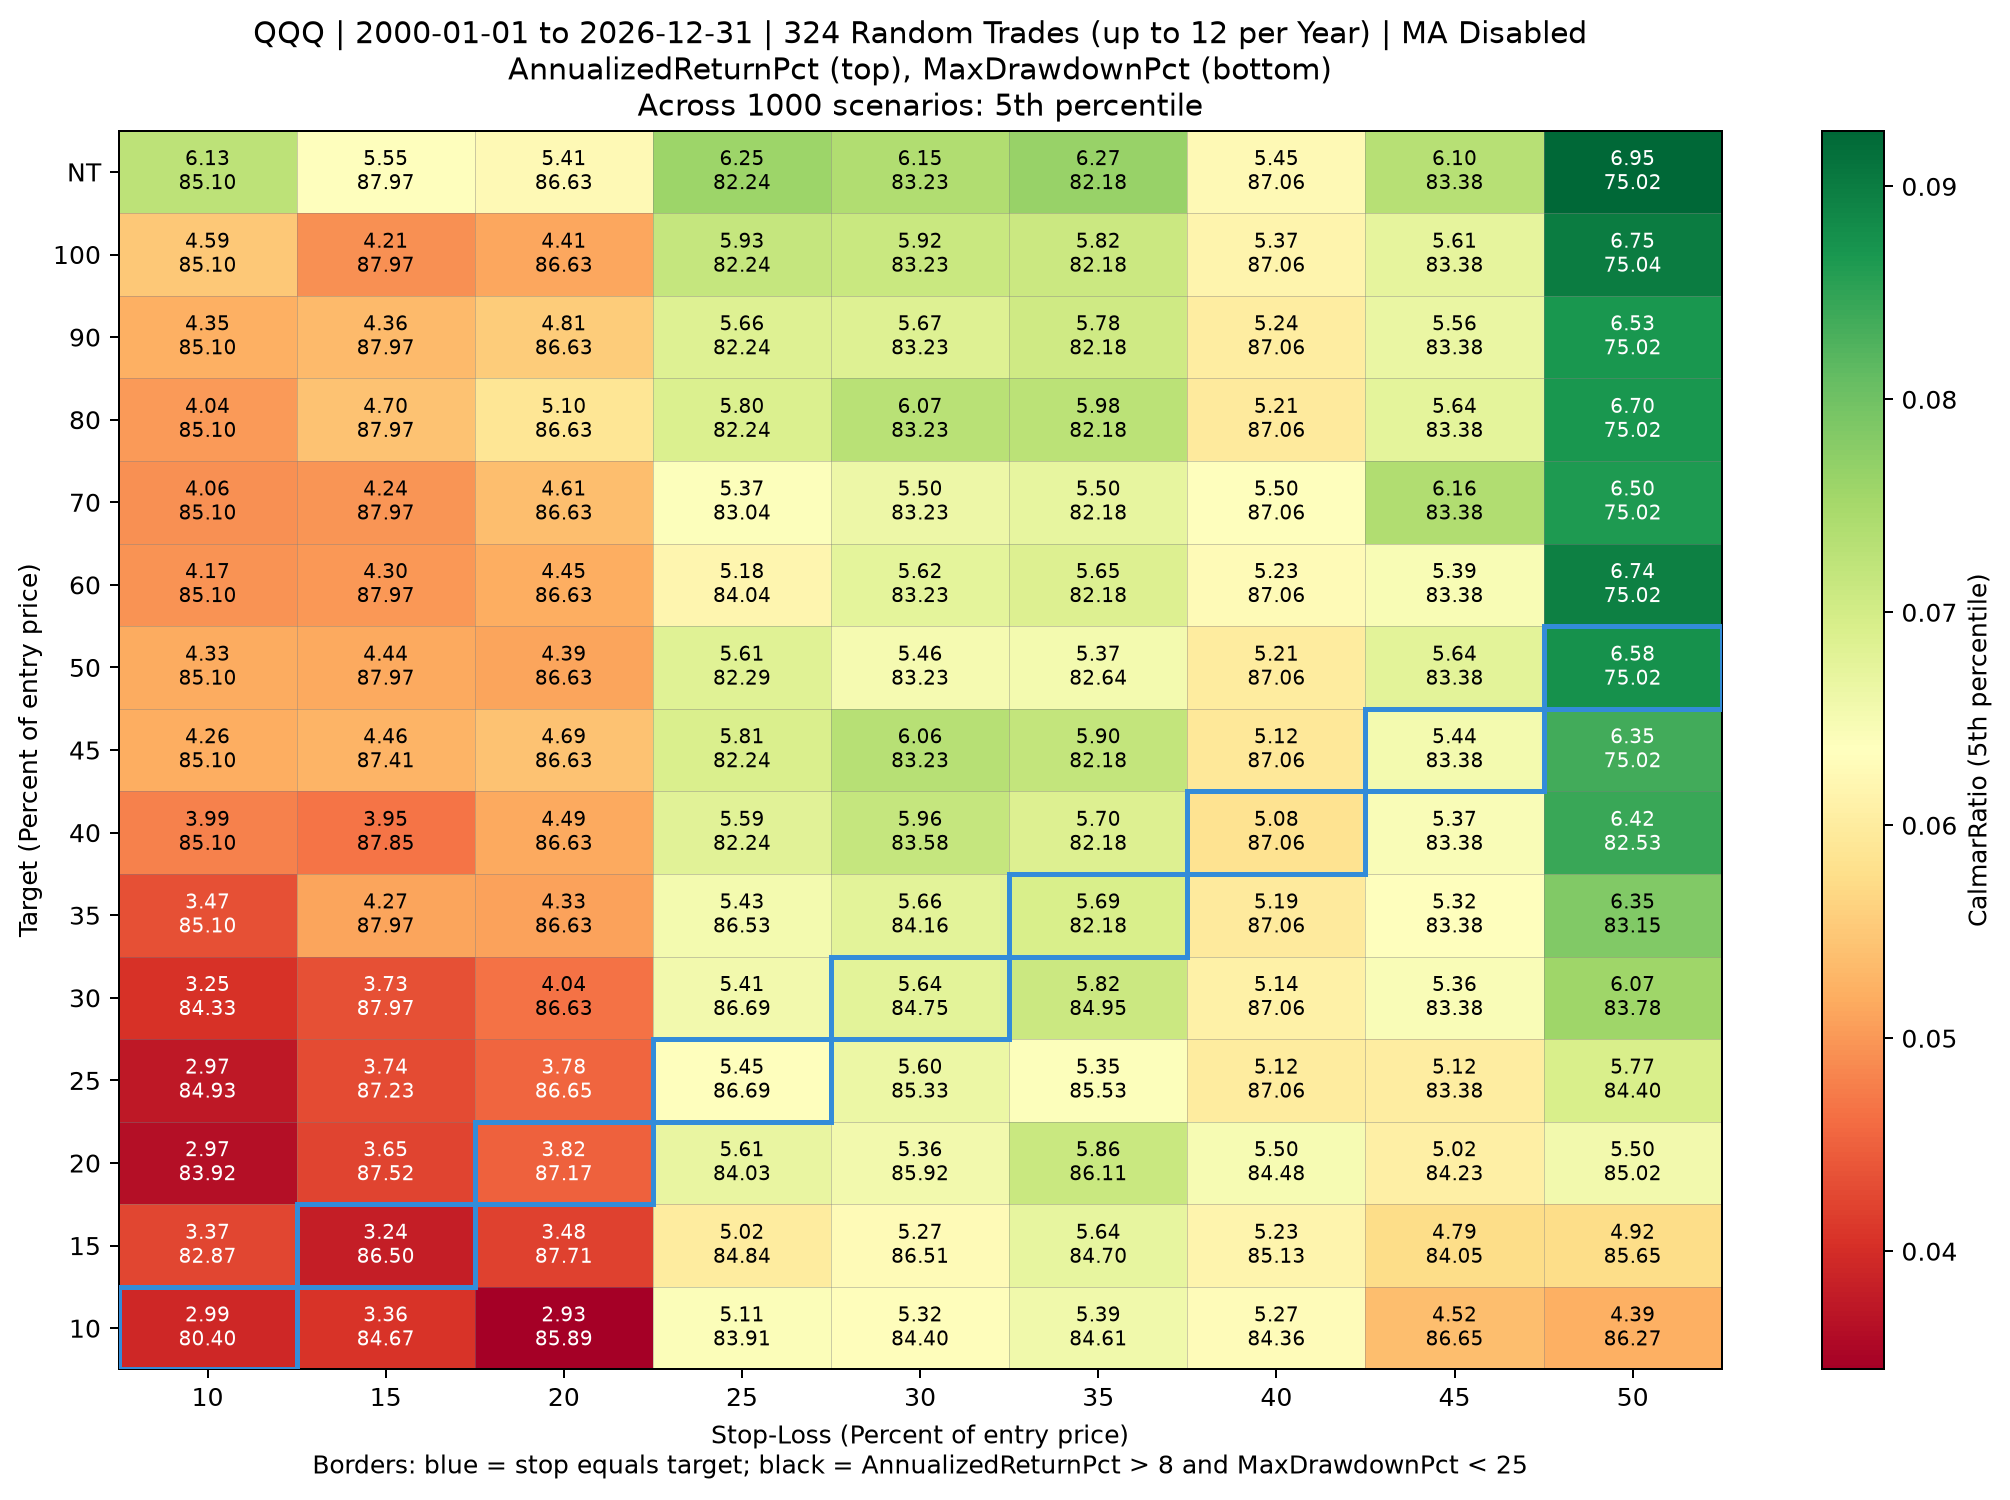 QQQ | 2000-01-01 to 2026-12-31 | 324 Random Trades (up to 12 per Year) | MA Disabled
AnnualizedReturnPct (top), MaxDrawdownPct (bottom)
Across 1000 scenarios: 5th percentile
Target (Percent of entry price)
NT
6.13 5.55 5.41 6.25 6.15 6.27 5.45 6.10 6.95
85.10 87.97 86.63 82.24 83.23 82.18 87.06 83.38 75.02
100
4.59 4.21 4.41 5.93 5.92 5.82 5.37 5.61 6.75
85.10 87.97 86.63 82.24 83.23 82.18 87.06 83.38 75.04
90
4.35 4.36 4.81 5.66 5.67 5.78 5.24 5.56 6.53
85.10 87.97 86.63 82.24 83.23 82.18 87.06 83.38 75.02
80
4.04 4.70 5.10 5.80 6.07 5.98 5.21 5.64 6.70
85.10 87.97 86.63 82.24 83.23 82.18 87.06 83.38 75.02
70
4.06 4.24 4.61 5.37 5.50 5.50 5.50 6.16 6.50
85.10 87.97 86.63 83.04 83.23 82.18 87.06 83.38 75.02
60
4.17 4.30 4.45 5.18 5.62 5.65 5.23 5.39 6.74
85.10 87.97 86.63 84.04 83.23 82.18 87.06 83.38 75.02
50
4.33 4.44 4.39 5.61 5.46 5.37 5.21 5.64 6.58
85.10 87.97 86.63 82.29 83.23 82.64 87.06 83.38 75.02
45
4.26 4.46 4.69 5.81 6.06 5.90 5.12 5.44 6.35
85.10 87.41 86.63 82.24 83.23 82.18 87.06 83.38 75.02
40
3.99 3.95 4.49 5.59 5.96 5.70 5.08 5.37 6.42
85.10 87.85 86.63 82.24 83.58 82.18 87.06 83.38 82.53
35
3.47 4.27 4.33 5.43 5.66 5.69 5.19 5.32 6.35
85.10 87.97 86.63 86.53 84.16 82.18 87.06 83.38 83.15
30
3.25 3.73 4.04 5.41 5.64 5.82 5.14 5.36 6.07
84.33 87.97 86.63 86.69 84.75 84.95 87.06 83.38 83.78
25
2.97 3.74 3.78 5.45 5.60 5.35 5.12 5.12 5.77
84.93 87.23 86.65 86.69 85.33 85.53 87.06 83.38 84.40
20
2.97 3.65 3.82 5.61 5.36 5.86 5.50 5.02 5.50
83.92 87.52 87.17 84.03 85.92 86.11 84.48 84.23 85.02
15
3.37 3.24 3.48 5.02 5.27 5.64 5.23 4.79 4.92
82.87 86.50 87.71 84.84 86.51 84.70 85.13 84.05 85.65
10
2.99 3.36 2.93 5.11 5.32 5.39 5.27 4.52 4.39
80.40 84.67 85.89 83.91 84.40 84.61 84.36 86.65 86.27
10 15 20 25 30 35 40 45 50
Stop-Loss (Percent of entry price)
Borders: blue = stop equals target; black = AnnualizedReturnPct > 8 and MaxDrawdownPct < 25
0.09
0.08
0.07
0.06
0.05
0.04
CalmarRatio (5th percentile)